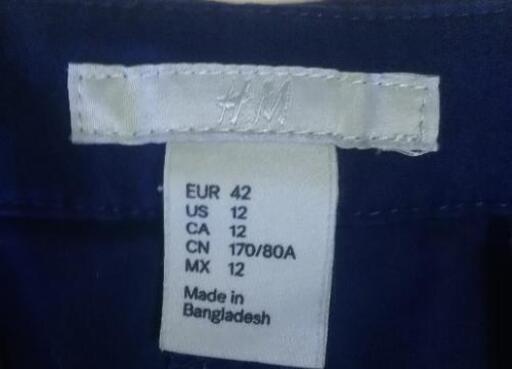 H&M
EUR 42
US 12
CA 12
CN 170/80A
MX 12
Made in
Bangladesh